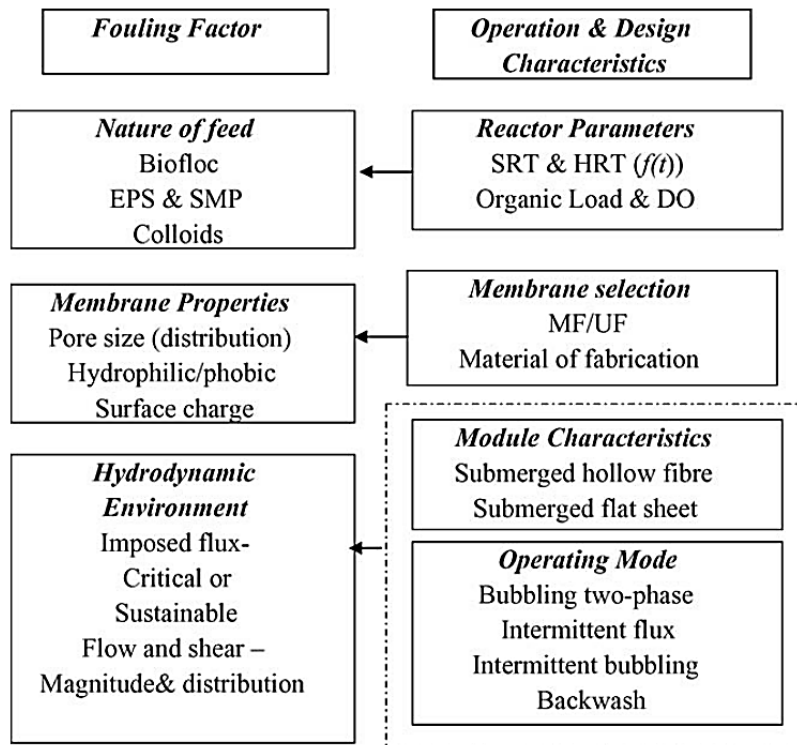 Fouling Factor
Operation & Design
Characteristics
Nature of feed
Biofloc
EPS & SMP
Colloids
Reactor Parameters
SRT & HRT (f(t))
Organic Load & DO
Membrane Properties
Pore size (distribution)
Hydrophilic/phobic
Surface charge
Membrane selection
MF/UF
Material of fabrication
Hydrodynamic
Environment
Imposed flux-
Critical or
Sustainable
Flow and shear –
Magnitude& distribution
Module Characteristics
Submerged hollow fibre
Submerged flat sheet
Operating Mode
Bubbling two-phase
Intermittent flux
Intermittent bubbling
Backwash